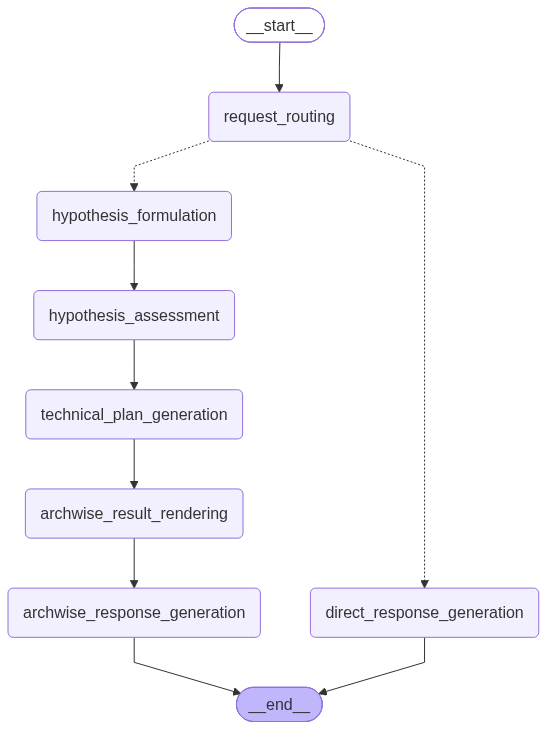 __start__
request_routing
hypothesis_formulation
hypothesis_assessment
technical_plan_generation
archwise_result_rendering
archwise_response_generation
direct_response_generation
__end__